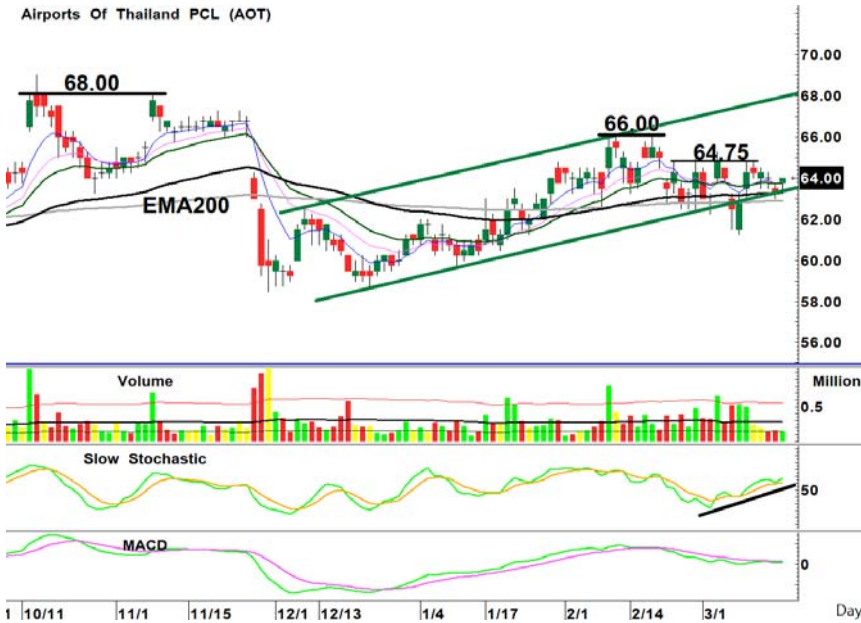 Airports Of Thailand PCL (AOT)
70.00
68.00
68.00
66.00
66.00
64.75
64.00
EMA200
62.00
60.00
58.00
56.00
Volume
Million
0.5
Slow Stochastic
50
MACD
0
1 10/11 11/1 11/15 12/1 12/13 1/4 1/17 2/1 2/14 3/1 Day